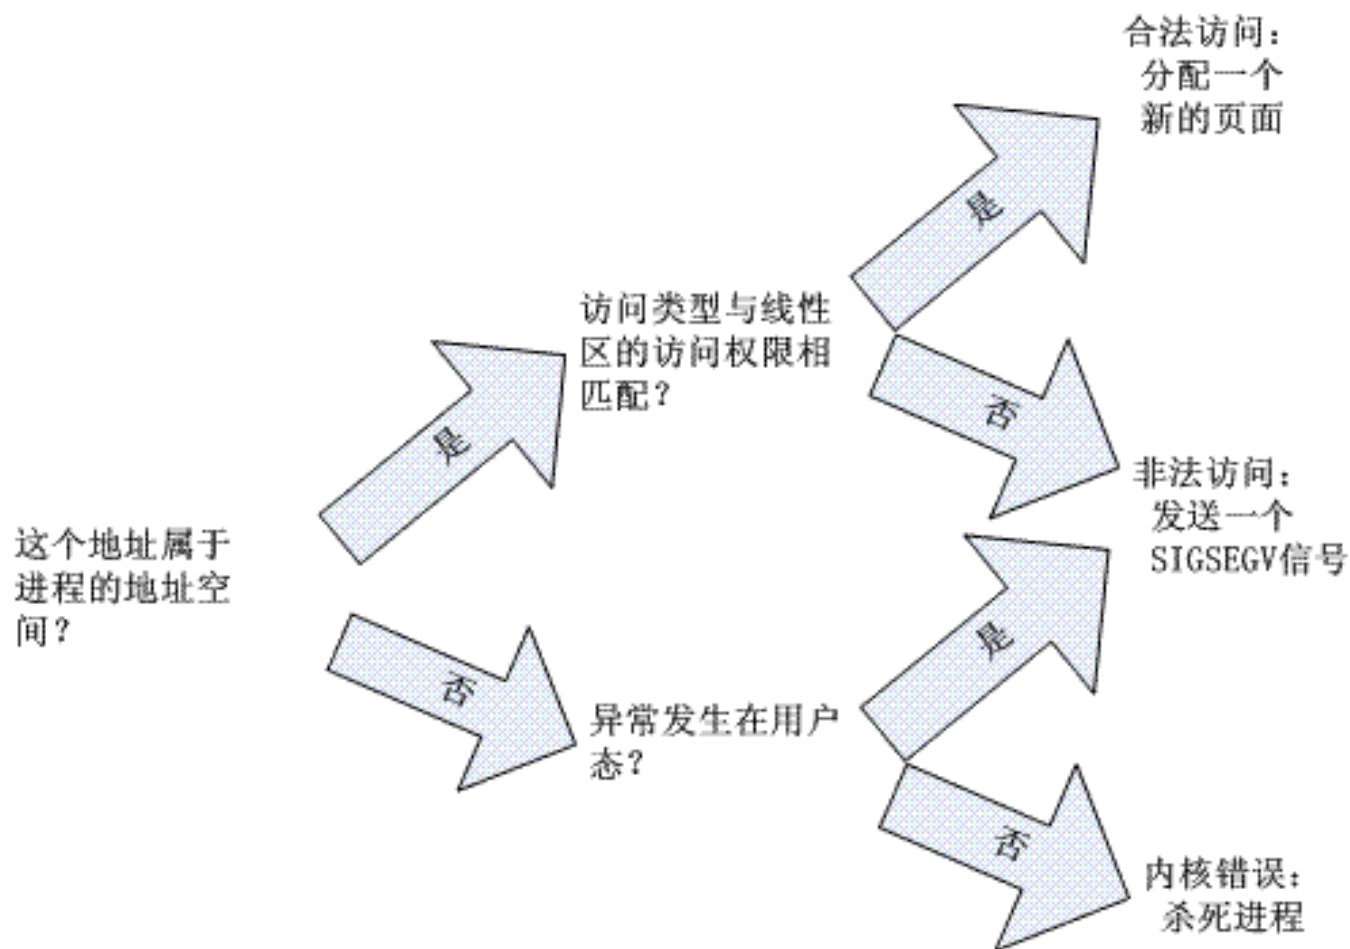 合法访问：
分配一个
新的页面
是
访问类型与线性
区的访问权限相
匹配？
是
否
非法访问：
发送一个
SIGSEGV信号
这个地址属于
进程的地址空
间？
是
否
异常发生在用户
态？
否
内核错误：
杀死进程